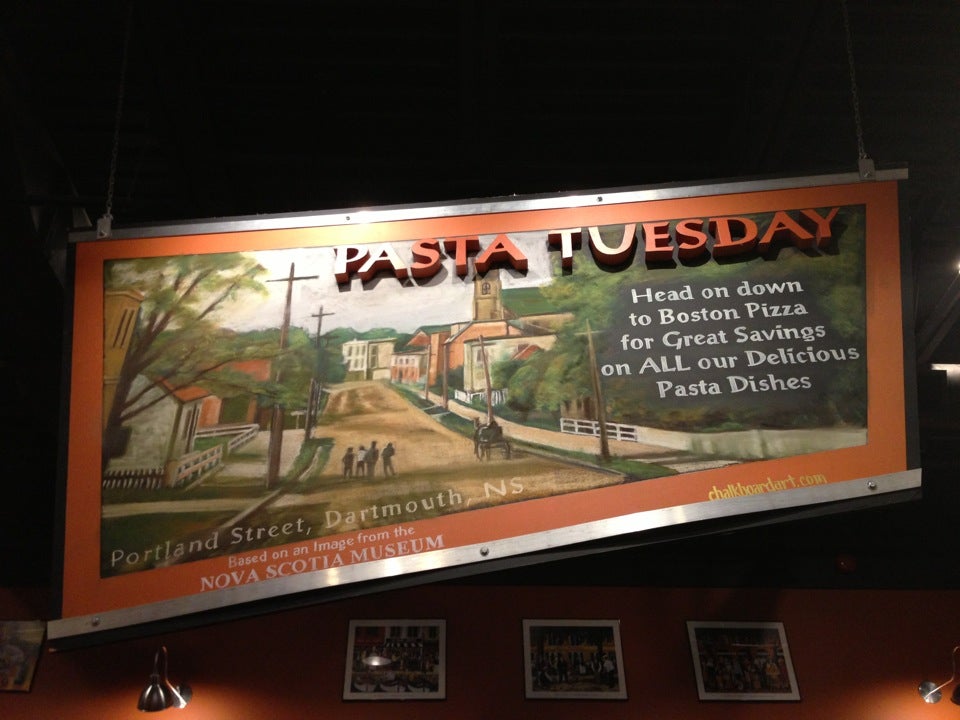 PASTA TUESDAY
Head on down
to Boston Pizza
for Great Savings
on ALL our Delicious
Pasta Dishes
chalkboardart.com
Portland Street, Dartmouth, NS
Based on an Image from the
NOVA SCOTIA MUSEUM